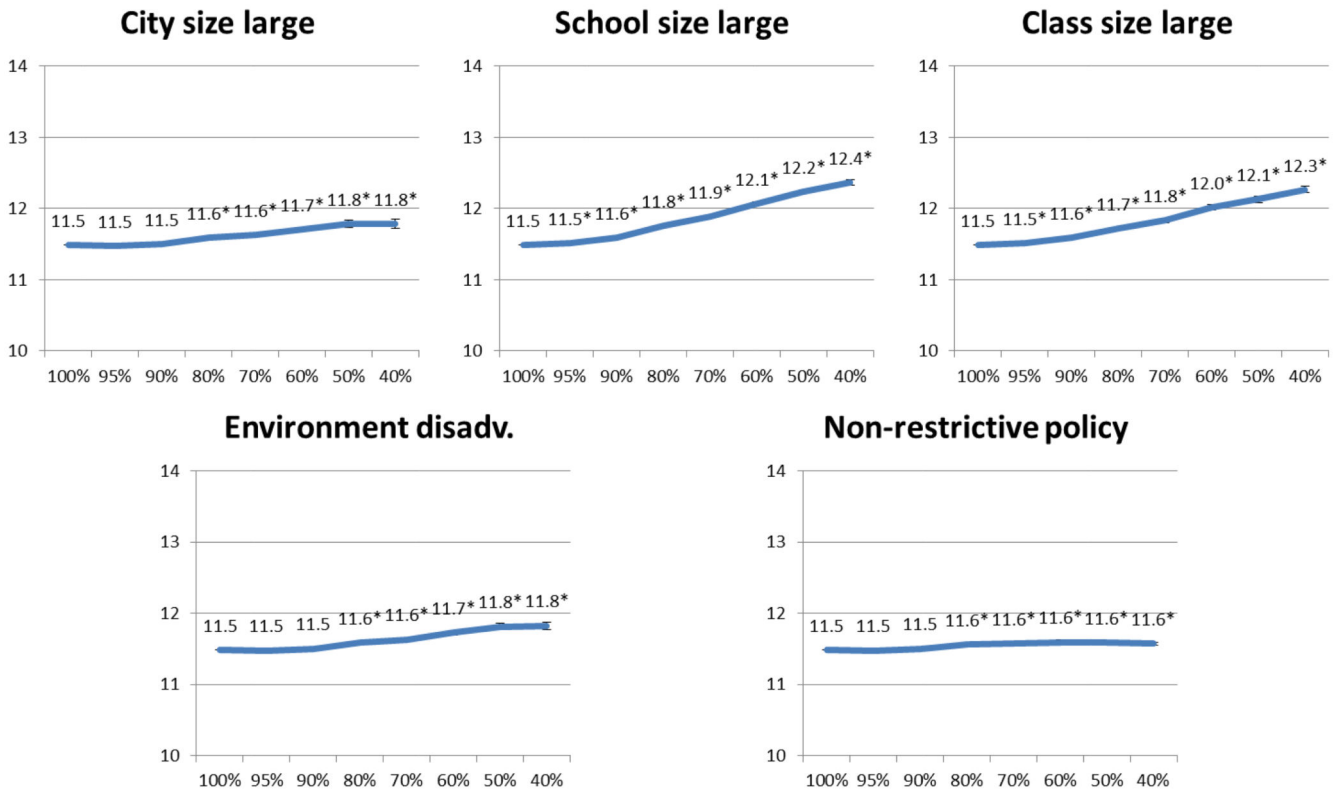 City size large
14
13
12
11
10
11.5 11.5 11.5 11.6* 11.6* 11.7* 11.8* 11.8*
100% 95% 90% 80% 70% 60% 50% 40%
School size large
14
13
12
11
10
11.5 11.5* 11.6* 11.8* 11.9* 12.1* 12.2* 12.4*
100% 95% 90% 80% 70% 60% 50% 40%
Class size large
14
13
12
11
10
11.5 11.5* 11.6* 11.7* 11.8* 12.0* 12.1* 12.3*
100% 95% 90% 80% 70% 60% 50% 40%
Environment disadv.
14
13
12
11
10
11.5 11.5 11.5 11.6* 11.6* 11.7* 11.8* 11.8*
100% 95% 90% 80% 70% 60% 50% 40%
Non-restrictive policy
14
13
12
11
10
11.5 11.5 11.5 11.6* 11.6* 11.6* 11.6* 11.6*
100% 95% 90% 80% 70% 60% 50% 40%